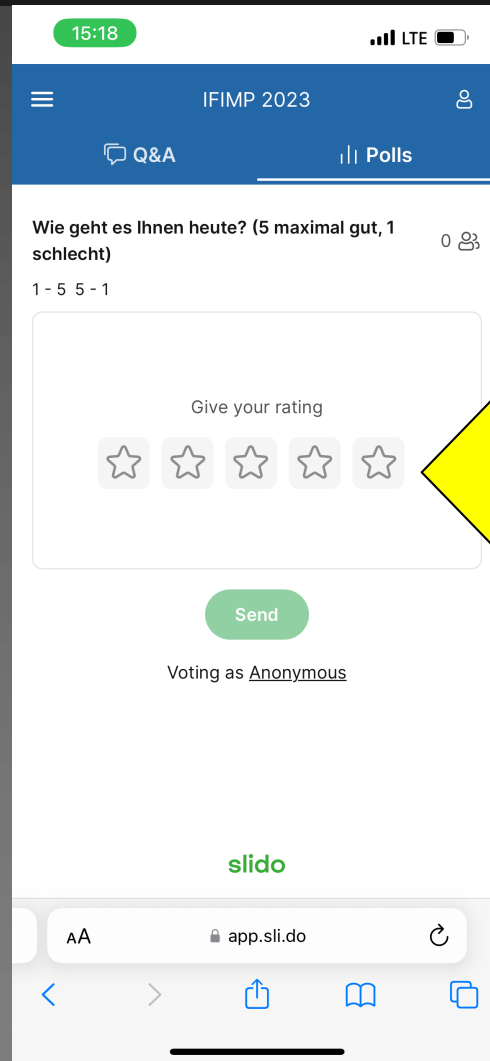 15:18
LTE
IFIMP 2023
Q&A
Polls
Wie geht es Ihnen heute? (5 maximal gut, 1
schlecht)
0
1 - 5 5 - 1
Give your rating
Send
Voting as Anonymous
slido
AA
app.sli.do